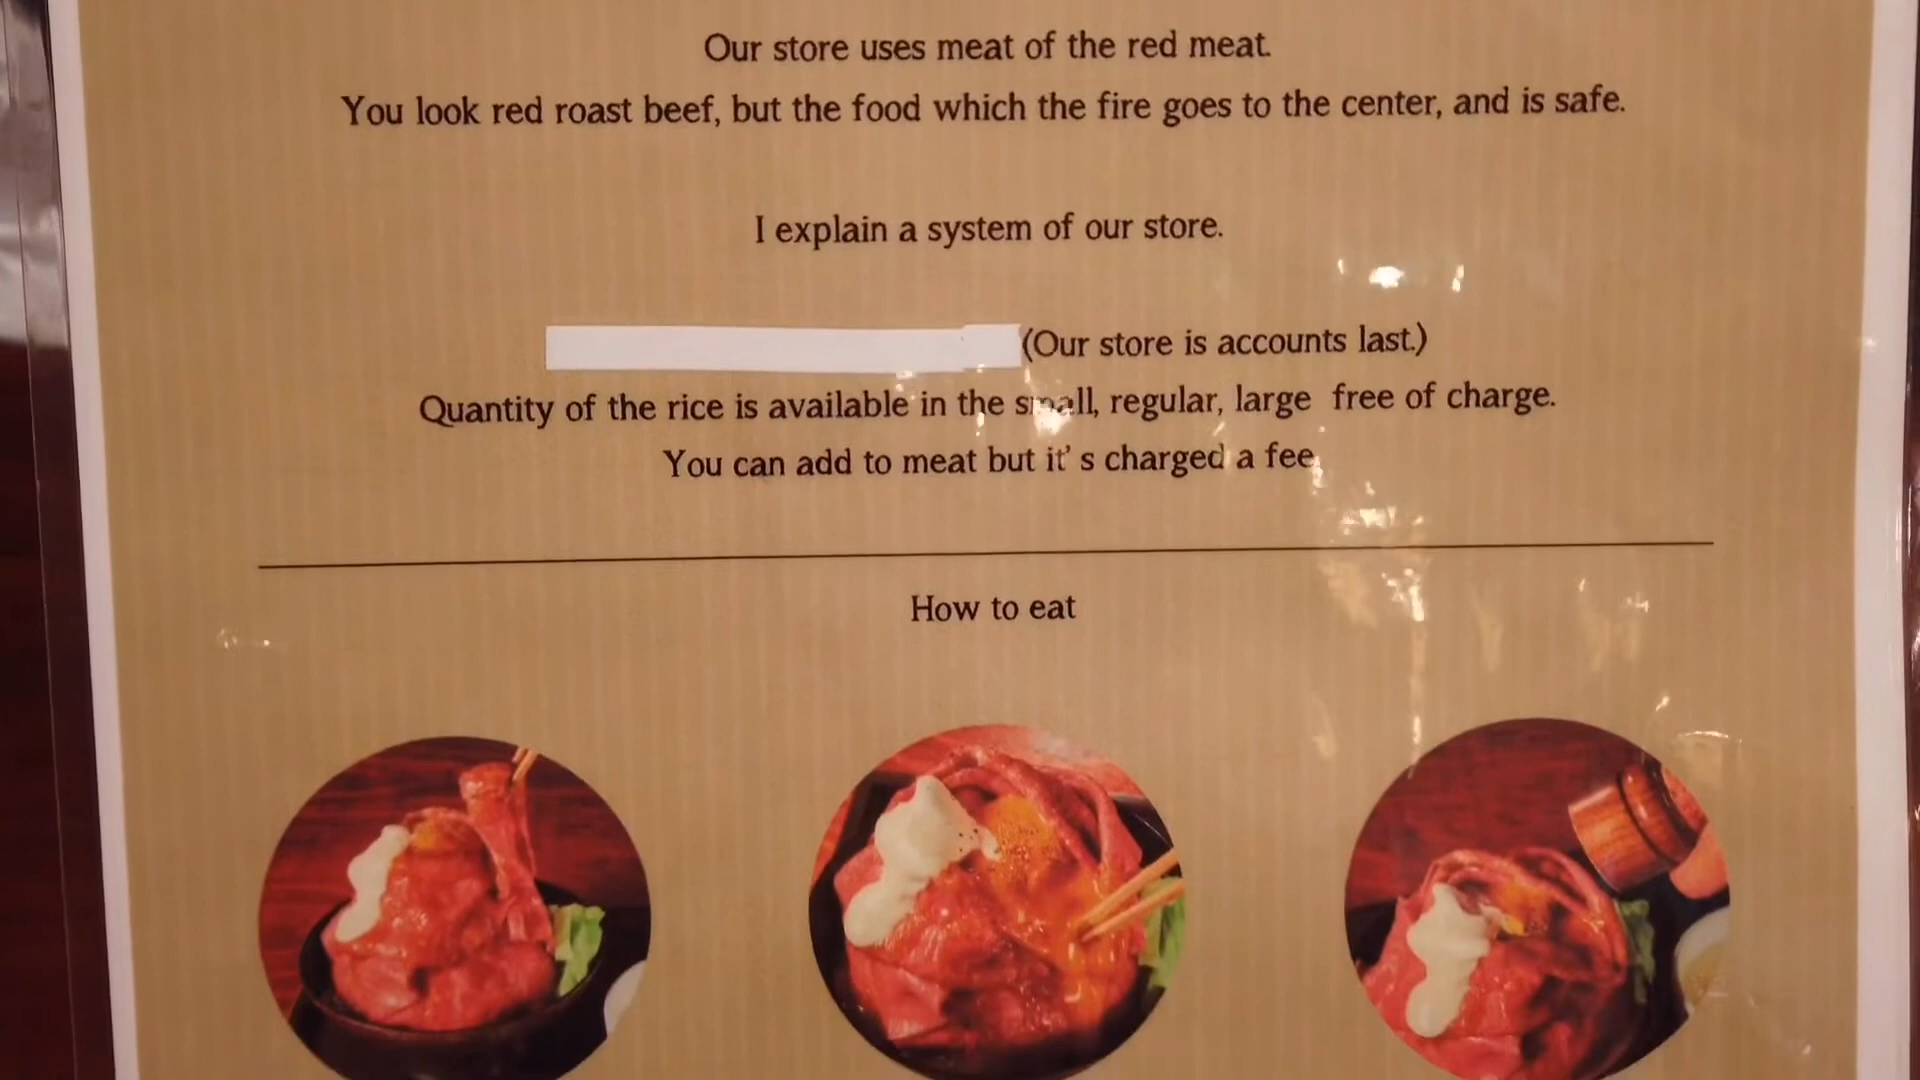 Our store uses meat of the red meat.
You look red roast beef, but the food which the fire goes to the center, and is safe.
I explain a system of our store.
(Our store is accounts last.)
Quantity of the rice is available in the small, regular, large free of charge.
You can add to meat but it's charged a fee.
How to eat